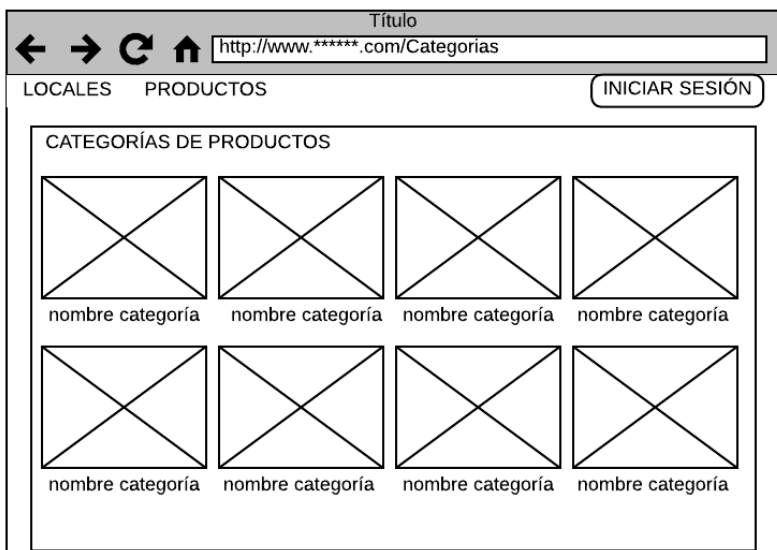 Título
http://www.******.com/Categorias
LOCALES PRODUCTOS INICIAR SESIÓN
CATEGORÍAS DE PRODUCTOS
nombre categoría nombre categoría nombre categoría nombre categoría
nombre categoría nombre categoría nombre categoría nombre categoría